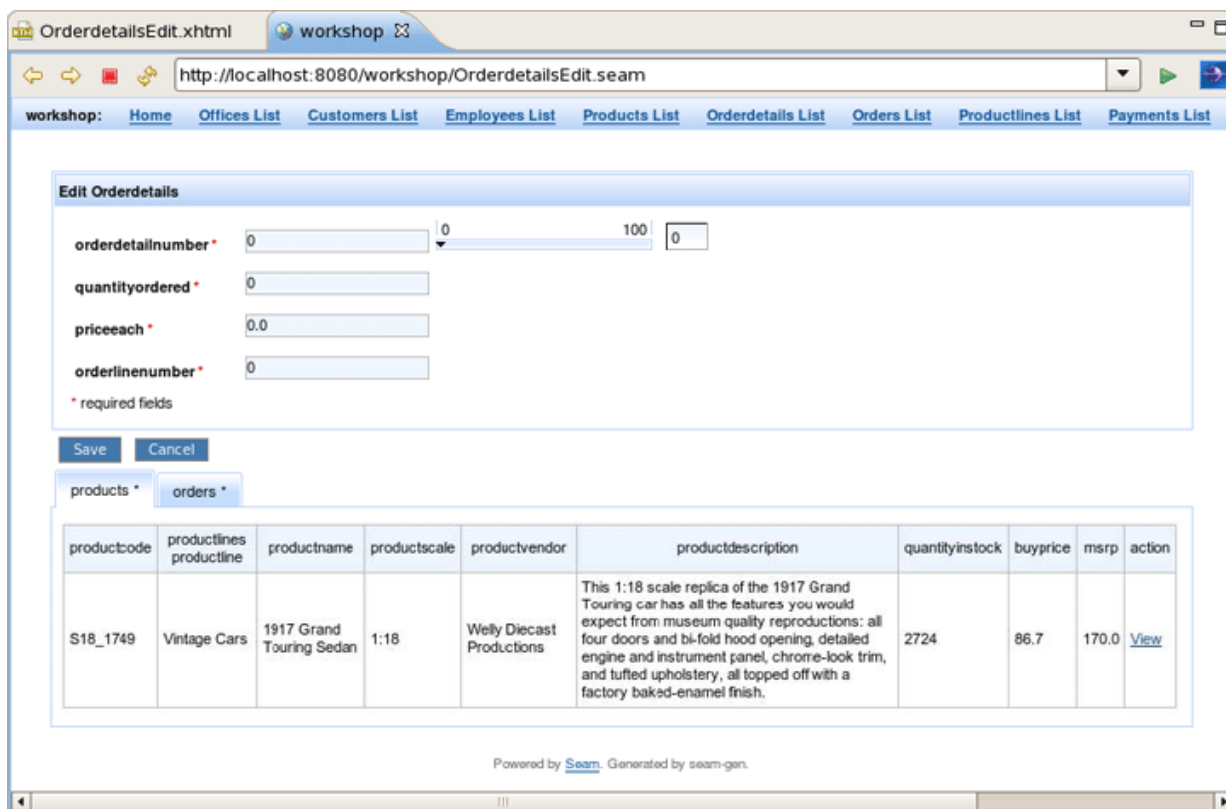 OrderdetailsEdit.xhtml workshop
http://localhost:8080/workshop/OrderdetailsEdit.seam
workshop: Home Offices List Customers List Employees List Products List Orderdetails List Orders List Productlines List Payments List
Edit Orderdetails
orderdetailnumber* 0 0 100 0
quantityordered* 0
priceeach* 0.0
orderlinenumber* 0
* required fields
Save Cancel
products * orders *
productcode productlines productline productname productscale productvendor productdescription quantityinstock buyprice msrp action
This 1:18 scale replica of the 1917 Grand
Touring car has all the features you would
expect from museum quality reproductions: all
S18_1749 Vintage Cars 1917 Grand Touring Sedan 1:18 Welly Diecast Productions four doors and bi-fold hood opening, detailed 2724 86.7 170.0 View
engine and instrument panel, chrome-look trim,
and tufted upholstery, all topped off with a
factory baked-enamel finish.
Powered by Seam. Generated by seam-gen.